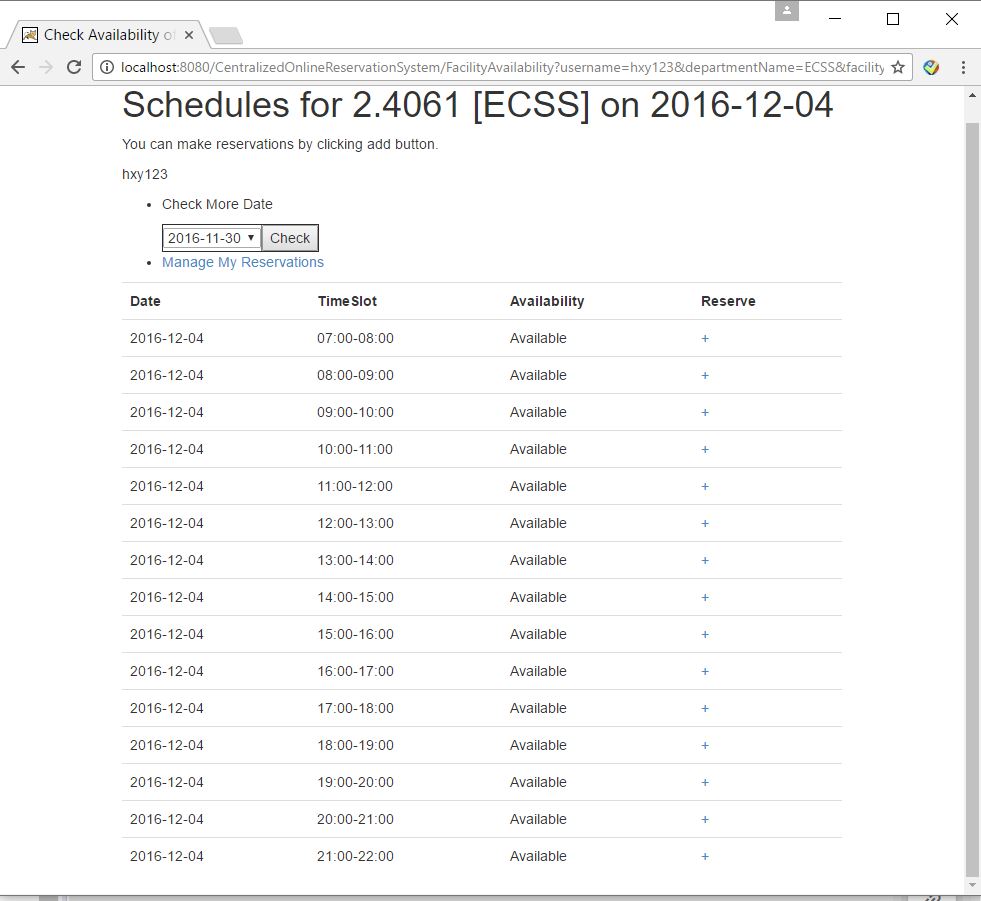 Check Availability of
localhost:8080/CentralizedOnlineReservationSystem/FacilityAvailability?username=hxy123&departmentName=ECSS&facility
Schedules for 2.4061 [ECSS] on 2016-12-04
You can make reservations by clicking add button.
hxy123
• Check More Date
2016-11-30 ▾ Check
• Manage My Reservations
Date TimeSlot Availability Reserve
2016-12-04 07:00-08:00 Available +
2016-12-04 08:00-09:00 Available +
2016-12-04 09:00-10:00 Available +
2016-12-04 10:00-11:00 Available +
2016-12-04 11:00-12:00 Available +
2016-12-04 12:00-13:00 Available +
2016-12-04 13:00-14:00 Available +
2016-12-04 14:00-15:00 Available +
2016-12-04 15:00-16:00 Available +
2016-12-04 16:00-17:00 Available +
2016-12-04 17:00-18:00 Available +
2016-12-04 18:00-19:00 Available +
2016-12-04 19:00-20:00 Available +
2016-12-04 20:00-21:00 Available +
2016-12-04 21:00-22:00 Available +